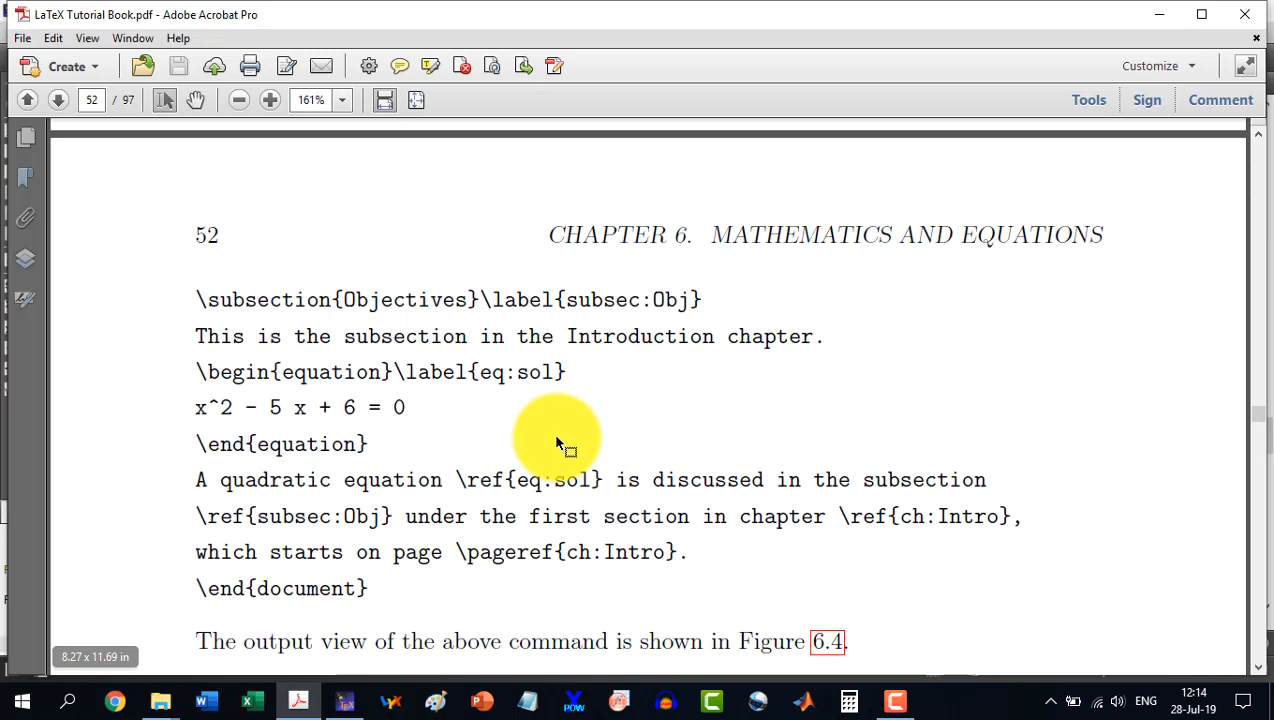 LaTeX Tutorial Book.pdf - Adobe Acrobat Pro
File Edit View Window Help
Create Customize
52 / 97 161% Tools Sign Comment
52 CHAPTER 6. MATHEMATICS AND EQUATIONS
\subsection{Objectives}\label{subsec:Obj}
This is the subsection in the Introduction chapter.
\begin{equation}\label{eq:sol}
x^2 - 5 x + 6 = 0
\end{equation}
A quadratic equation \ref{eq:sol} is discussed in the subsection
\ref{subsec:Obj} under the first section in chapter \ref{ch:Intro},
which starts on page \pageref{ch:Intro}.
\end{document}
The output view of the above command is shown in Figure 6.4.
8.27 x 11.69 in
ENG 12:14
28-Jul-19